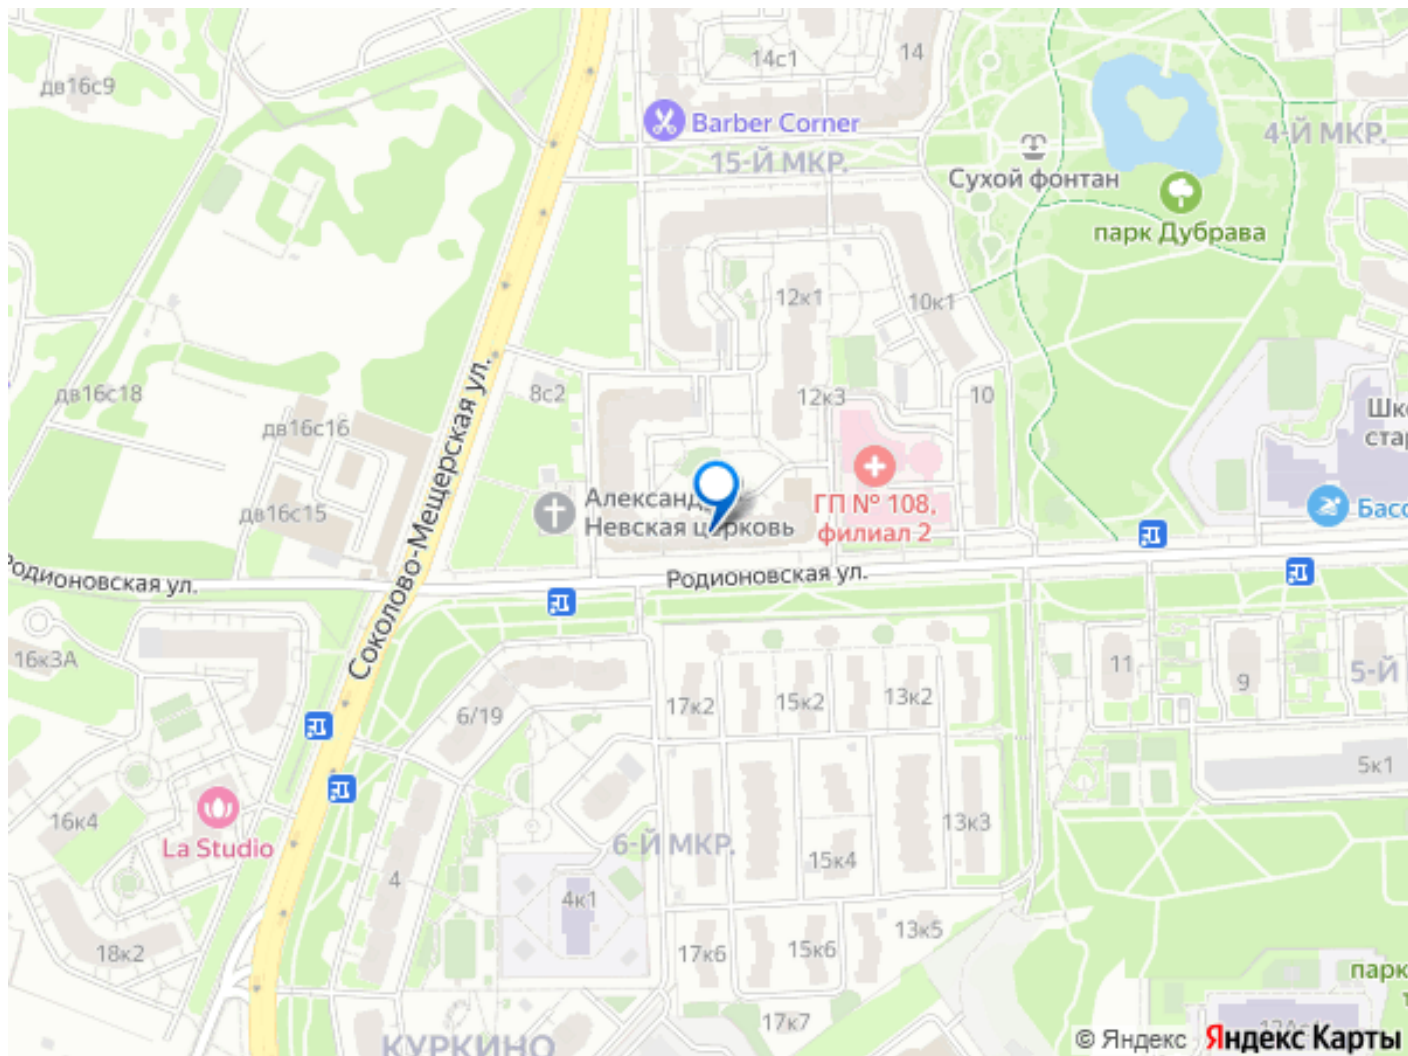 14с1
14
дв16с9
Barber Corner
15-Й МКР.
4-Й МКР.
Сухой фонтан
парк Дубрава
12к1
10к1
дв16с18
8с2
12к3
10
дв16с16
Соколово-Мещерская ул.
дв16с15
Александ
Невская церковь
ГП № 108,
филиал 2
Родионовская ул.
Родионовская ул.
16к3А
6/19
17к2
15к2
13к2
11
9
5-Й
5к1
16к4
La Studio
6-Й МКР.
13к3
15к4
4
4к1
18к2
17к6
15к6
13к5
17к7
парк
КУРКИНО
© Яндекс Яндекс Карты